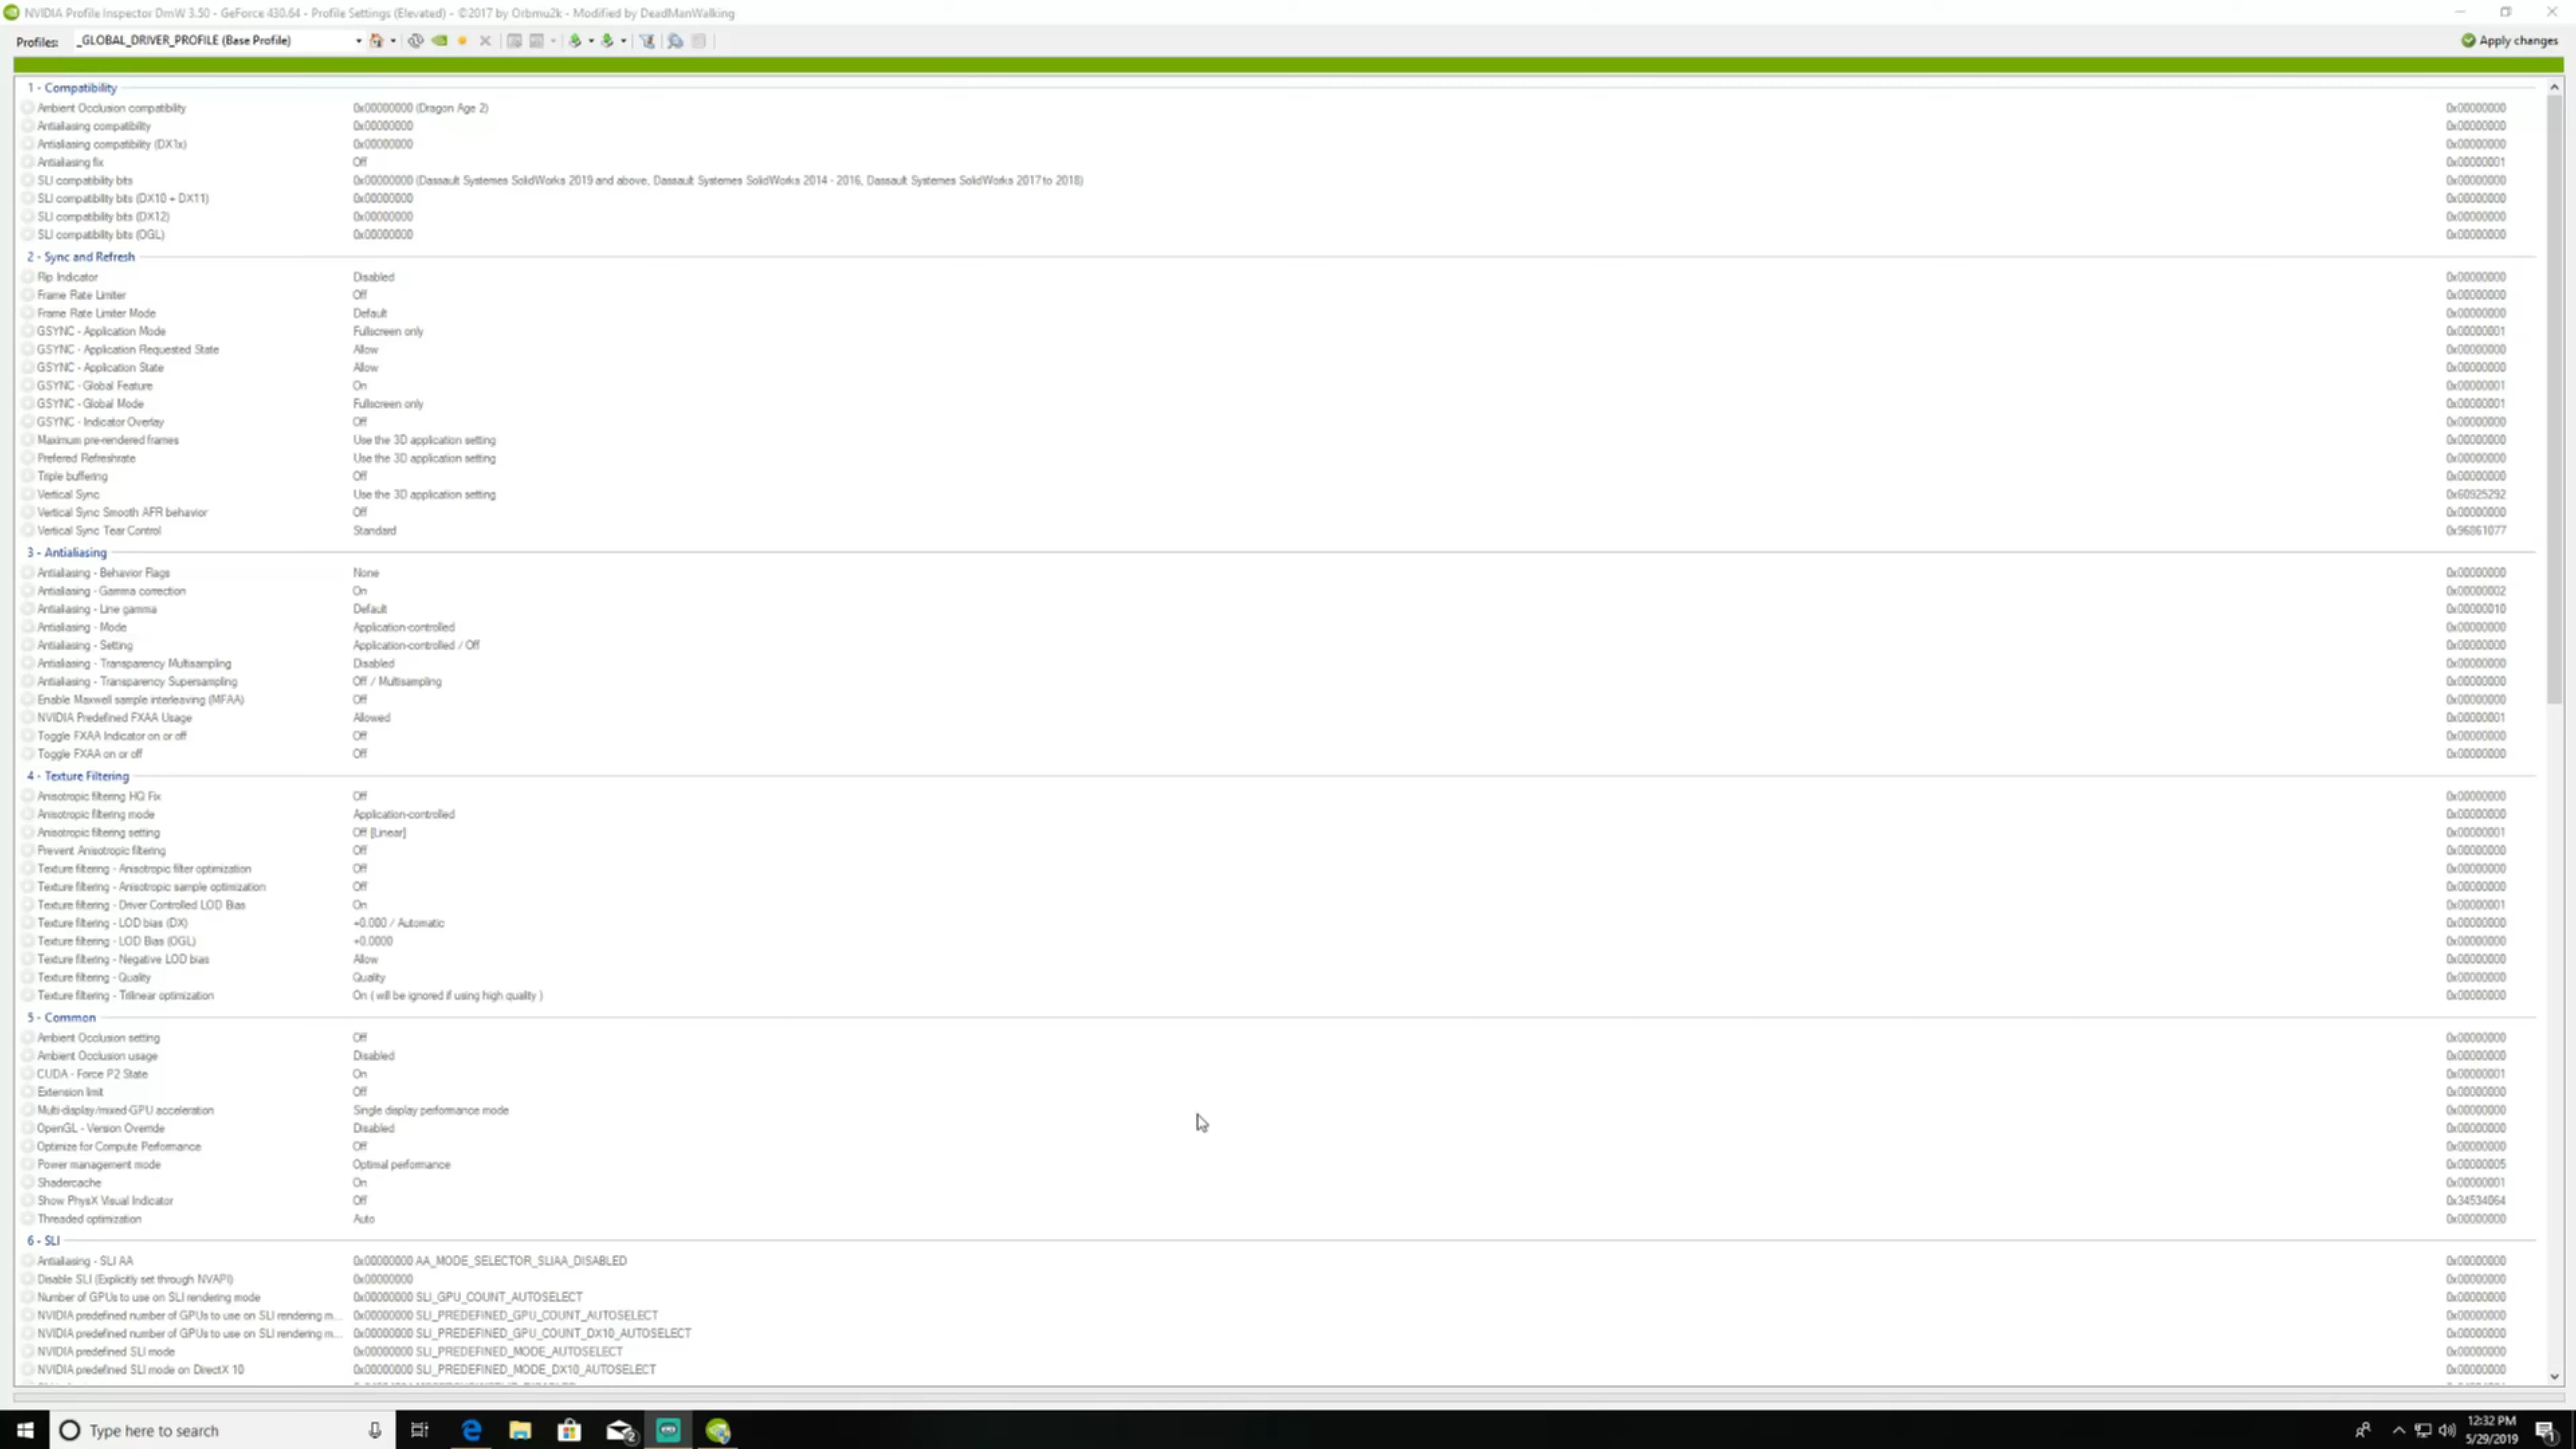 NVIDIA Profile Inspector DmW 3.50 - GeForce 430.64 - Profile Settings (Elevated) - ©2017 by Orbmu2k - Modified by DeadManWalking
Profiles: _GLOBAL_DRIVER_PROFILE (Base Profile) Apply changes
1 - Compatibility
Ambient Occlusion compatibility 0x00000000 (Dragon Age 2) 0x00000000
Antialiasing compatibility 0x00000000 0x00000000
Antialiasing compatibility (DX1x) 0x00000000 0x00000000
Antialiasing fix Off 0x00000001
SLI compatibility bits 0x00000000 (Dassault Systemes SolidWorks 2019 and above, Dassault Systemes SolidWorks 2014 - 2016, Dassault Systemes SolidWorks 2017 to 2018) 0x00000000
SLI compatibility bits (DX10 + DX11) 0x00000000 0x00000000
SLI compatibility bits (DX12) 0x00000000 0x00000000
SLI compatibility bits (OGL) 0x00000000 0x00000000
2 - Sync and Refresh
Flip Indicator Disabled 0x00000000
Frame Rate Limiter Off 0x00000000
Frame Rate Limiter Mode Default 0x00000000
GSYNC - Application Mode Fullscreen only 0x00000001
GSYNC - Application Requested State Allow 0x00000000
GSYNC - Application State Allow 0x00000000
GSYNC - Global Feature On 0x00000001
GSYNC - Global Mode Fullscreen only 0x00000001
GSYNC - Indicator Overlay Off 0x00000000
Maximum pre-rendered frames Use the 3D application setting 0x00000000
Prefered Refreshrate Use the 3D application setting 0x00000000
Triple buffering Off 0x00000000
Vertical Sync Use the 3D application setting 0x60925292
Vertical Sync Smooth AFR behavior Off 0x00000000
Vertical Sync Tear Control Standard 0x96861077
3 - Antialiasing
Antialiasing - Behavior Flags None 0x00000000
Antialiasing - Gamma correction On 0x00000002
Antialiasing - Line gamma Default 0x00000010
Antialiasing - Mode Application-controlled 0x00000000
Antialiasing - Setting Application-controlled / Off 0x00000000
Antialiasing - Transparency Multisampling Disabled 0x00000000
Antialiasing - Transparency Supersampling Off / Multisampling 0x00000000
Enable Maxwell sample interleaving (MFAA) Off 0x00000000
NVIDIA Predefined FXAA Usage Allowed 0x00000001
Toggle FXAA Indicator on or off Off 0x00000000
Toggle FXAA on or off Off 0x00000000
4 - Texture Filtering
Anisotropic filtering HQ Fix Off 0x00000000
Anisotropic filtering mode Application-controlled 0x00000000
Anisotropic filtering setting Off [Linear] 0x00000001
Prevent Anisotropic filtering Off 0x00000000
Texture filtering - Anisotropic filter optimization Off 0x00000000
Texture filtering - Anisotropic sample optimization Off 0x00000000
Texture filtering - Driver Controlled LOD Bias On 0x00000001
Texture filtering - LOD bias (DX) +0.000 / Automatic 0x00000000
Texture filtering - LOD Bias (OGL) +0.0000 0x00000000
Texture filtering - Negative LOD bias Allow 0x00000000
Texture filtering - Quality Quality 0x00000000
Texture filtering - Trilinear optimization On ( will be ignored if using high quality ) 0x00000000
5 - Common
Ambient Occlusion setting Off 0x00000000
Ambient Occlusion usage Disabled 0x00000000
CUDA - Force P2 State On 0x00000001
Extension limit Off 0x00000000
Multi-display/mixed-GPU acceleration Single display performance mode 0x00000000
OpenGL - Version Override Disabled 0x00000000
Optimize for Compute Performance Off 0x00000000
Power management mode Optimal performance 0x00000005
Shadercache On 0x00000001
Show PhysX Visual Indicator Off 0x34534064
Threaded optimization Auto 0x00000000
6 - SLI
Antialiasing - SLI AA 0x00000000 AA_MODE_SELECTOR_SLIAA_DISABLED 0x00000000
Disable SLI (Explicitly set through NVAPI) 0x00000000 0x00000000
Number of GPUs to use on SLI rendering mode 0x00000000 SLI_GPU_COUNT_AUTOSELECT 0x00000000
NVIDIA predefined number of GPUs to use on SLI rendering m... 0x00000000 SLI_PREDEFINED_GPU_COUNT_AUTOSELECT 0x00000000
NVIDIA predefined number of GPUs to use on SLI rendering m... 0x00000000 SLI_PREDEFINED_GPU_COUNT_DX10_AUTOSELECT 0x00000000
NVIDIA predefined SLI mode 0x00000000 SLI_PREDEFINED_MODE_AUTOSELECT 0x00000000
NVIDIA predefined SLI mode on DirectX 10 0x00000000 SLI_PREDEFINED_MODE_DX10_AUTOSELECT 0x00000000
Type here to search
2
12:32 PM
5/29/2019
1